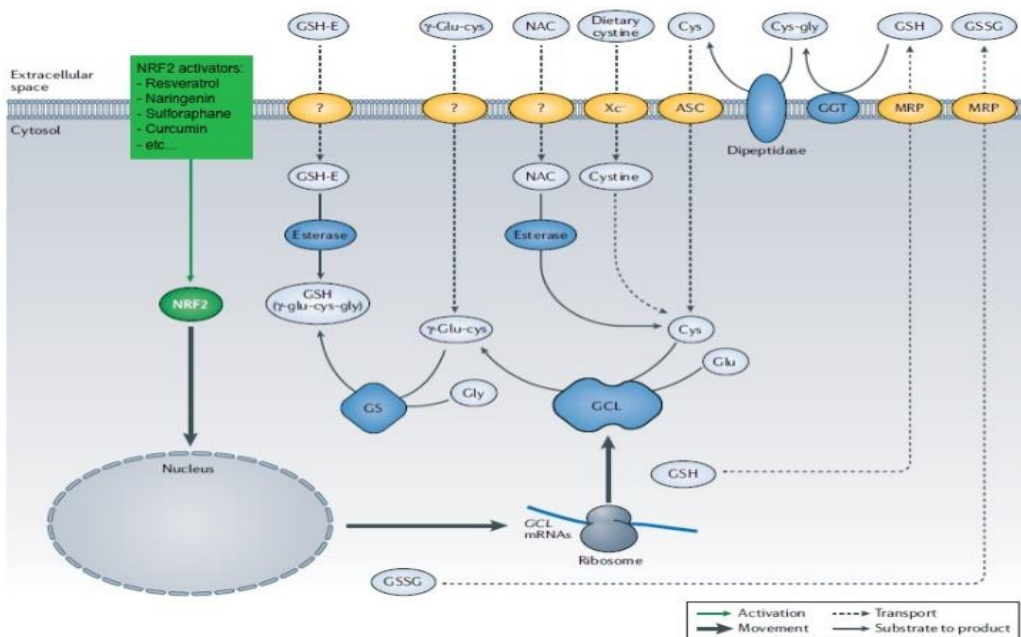 GSH-E
γ-Glu-cys
NAC
Dietary
cystine
Cys
Cys-gly
GSH
GSSG
NRF2 activators:
- Resveratrol
- Naringenin
- Sulforaphane
- Curcumin
- etc...
Extracellular
space
Cytosol
?
?
?
Xc⁻
ASC
GGT
MRP
MRP
Dipeptidase
GSH-E
NAC
Cystine
Esterase
Esterase
NRF2
GSH
(γ-glu-cys-gly)
γ-Glu-cys
Cys
Glu
Gly
GS
GCL
Nucleus
GSH
GCL
mRNAs
Ribosome
GSSG
Activation
Transport
Movement
Substrate to product